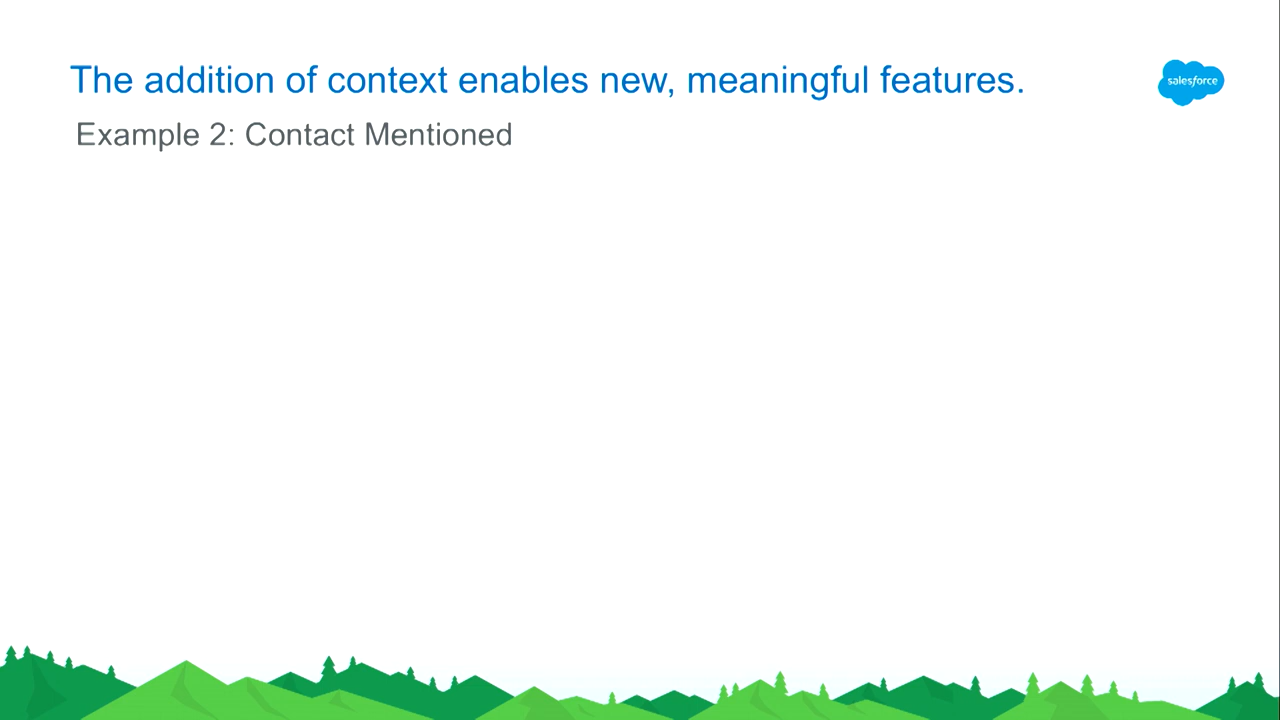 The addition of context enables new, meaningful features.
salesforce
Example 2: Contact Mentioned